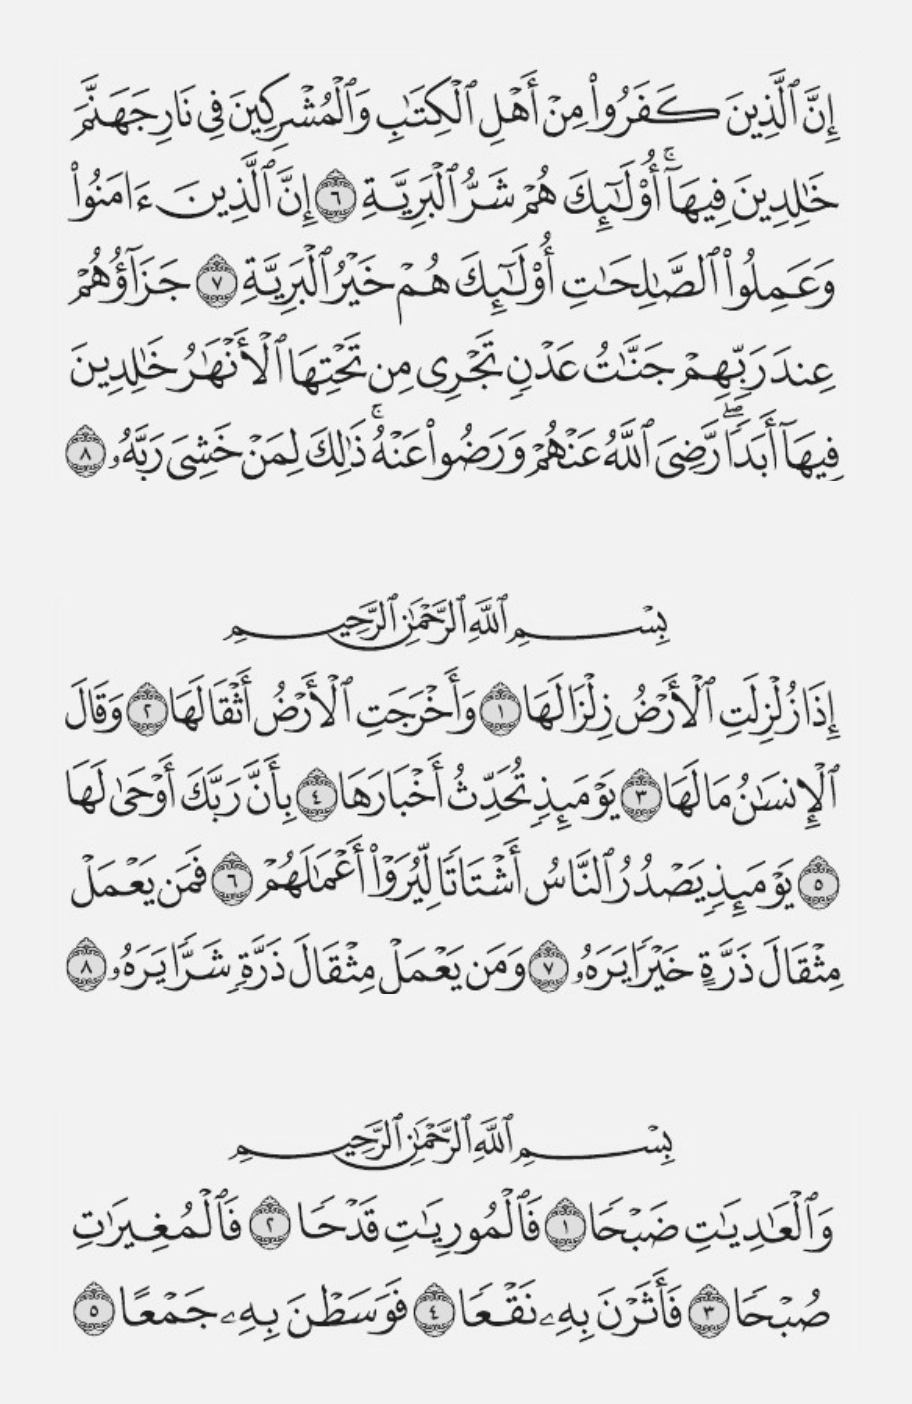 إِنَّ ٱلَّذِينَ كَفَرُوا۟ مِنْ أَهْلِ ٱلْكِتَٰبِ وَٱلْمُشْرِكِينَ فِى نَارِ جَهَنَّمَ
خَٰلِدِينَ فِيهَآ ۚ أُو۟لَٰٓئِكَ هُمْ شَرُّ ٱلْبَرِيَّةِ ٦ إِنَّ ٱلَّذِينَ ءَامَنُوا۟
وَعَمِلُوا۟ ٱلصَّٰلِحَٰتِ أُو۟لَٰٓئِكَ هُمْ خَيْرُ ٱلْبَرِيَّةِ ٧ جَزَآؤُهُمْ
عِندَ رَبِّهِمْ جَنَّٰتُ عَدْنٍ تَجْرِى مِن تَحْتِهَا ٱلْأَنْهَٰرُ خَٰلِدِينَ
فِيهَآ أَبَدًا ۖ رَّضِىَ ٱللَّهُ عَنْهُمْ وَرَضُوا۟ عَنْهُ ۚ ذَٰلِكَ لِمَنْ خَشِىَ رَبَّهُۥ ٨
بِسْمِ ٱللَّهِ ٱلرَّحْمَٰنِ ٱلرَّحِيمِ
إِذَا زُلْزِلَتِ ٱلْأَرْضُ زِلْزَالَهَا ١ وَأَخْرَجَتِ ٱلْأَرْضُ أَثْقَالَهَا ٢ وَقَالَ
ٱلْإِنسَٰنُ مَا لَهَا ٣ يَوْمَئِذٍ تُحَدِّثُ أَخْبَارَهَا ٤ بِأَنَّ رَبَّكَ أَوْحَىٰ لَهَا
٥ يَوْمَئِذٍ يَصْدُرُ ٱلنَّاسُ أَشْتَاتًا لِّيُرَوْا۟ أَعْمَٰلَهُمْ ٦ فَمَن يَعْمَلْ
مِثْقَالَ ذَرَّةٍ خَيْرًا يَرَهُۥ ٧ وَمَن يَعْمَلْ مِثْقَالَ ذَرَّةٍ شَرًّا يَرَهُۥ ٨
بِسْمِ ٱللَّهِ ٱلرَّحْمَٰنِ ٱلرَّحِيمِ
وَٱلْعَٰدِيَٰتِ ضَبْحًا ١ فَٱلْمُورِيَٰتِ قَدْحًا ٢ فَٱلْمُغِيرَٰتِ
صُبْحًا ٣ فَأَثَرْنَ بِهِۦ نَقْعًا ٤ فَوَسَطْنَ بِهِۦ جَمْعًا ٥